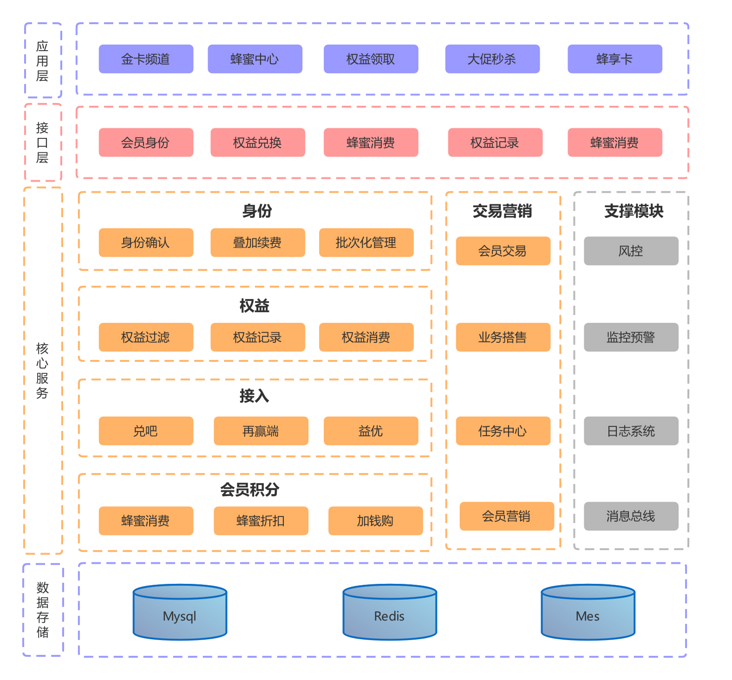 应用层
金卡频道
蜂蜜中心
权益领取
大促秒杀
蜂享卡
接口层
会员身份
权益兑换
蜂蜜消费
权益记录
蜂蜜消费
核心服务
身份
身份确认
叠加续费
批次化管理
权益
权益过滤
权益记录
权益消费
接入
兑吧
再赢端
益优
会员积分
蜂蜜消费
蜂蜜折扣
加钱购
交易营销
会员交易
业务搭售
任务中心
会员营销
支撑模块
风控
监控预警
日志系统
消息总线
数据存储
Mysql
Redis
Mes